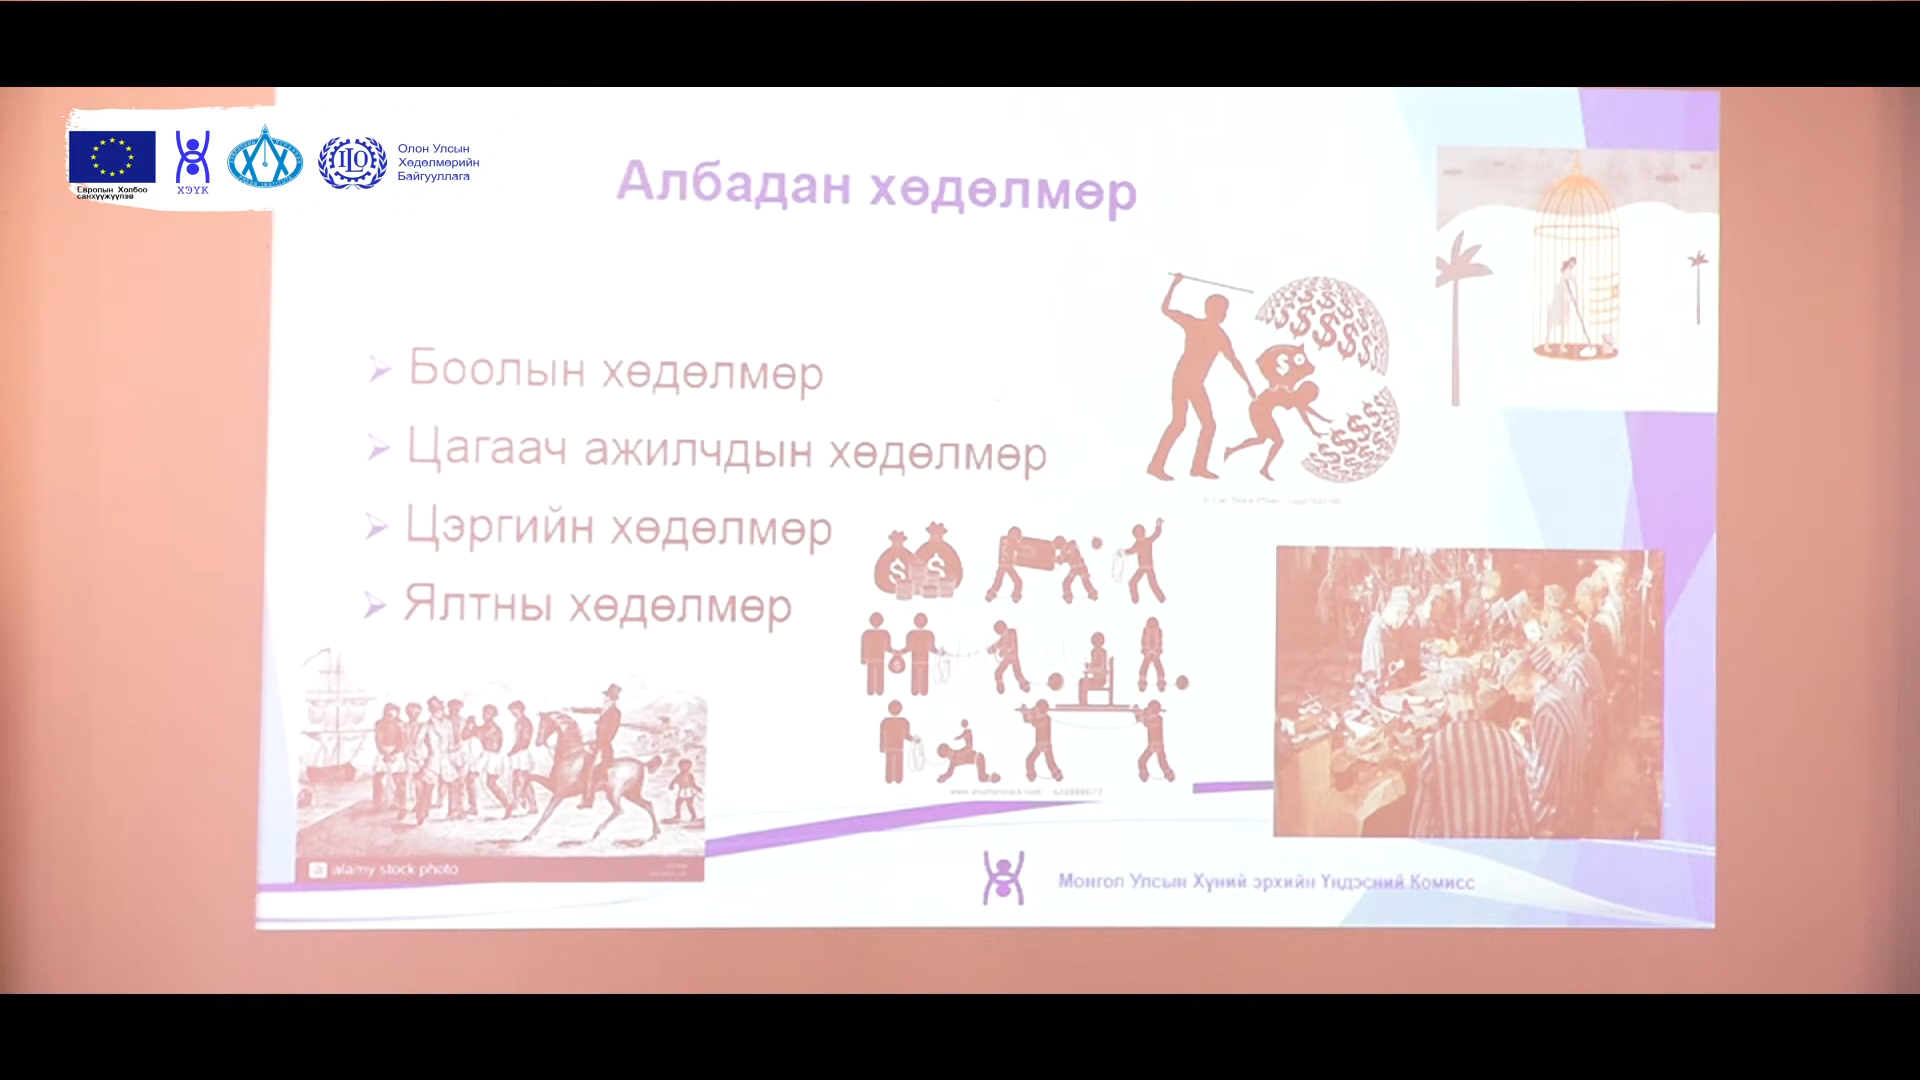 Европын Холбоо
санхүүжүүлэв
ХЭҮК
ILO
Олон Улсын
Хөдөлмөрийн
Байгууллага
Албадан хөдөлмөр
Боолын хөдөлмөр
Цагаач ажилчдын хөдөлмөр
Цэргийн хөдөлмөр
Ялтны хөдөлмөр
alamy stock photo
Монгол Улсын Хүний эрхийн Үндэсний Комисс